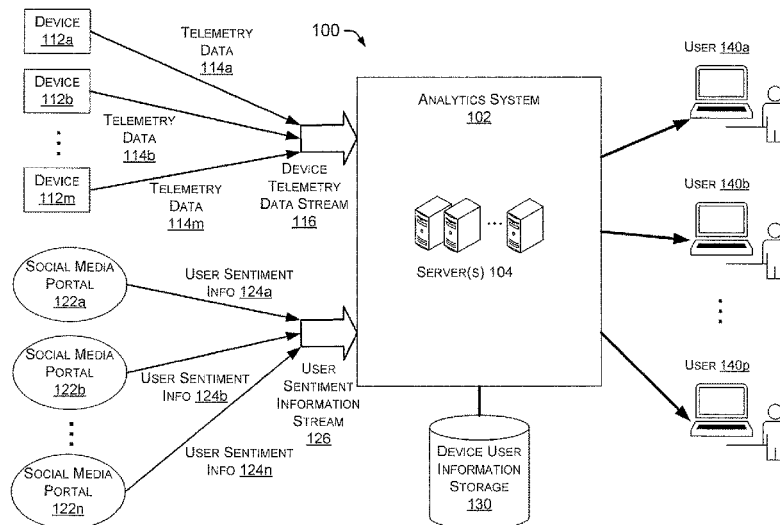 100
DEVICE
112a
TELEMETRY
DATA
114a
DEVICE
112b
TELEMETRY
DATA
114b
DEVICE
112m
TELEMETRY
DATA
114m
DEVICE
TELEMETRY
DATA STREAM
116
SOCIAL MEDIA
PORTAL
122a
USER SENTIMENT
INFO 124a
SOCIAL MEDIA
PORTAL
122b
USER SENTIMENT
INFO 124b
SOCIAL MEDIA
PORTAL
122n
USER SENTIMENT
INFO 124n
USER
SENTIMENT
INFORMATION
STREAM
126
ANALYTICS SYSTEM
102
SERVER(S) 104
DEVICE USER
INFORMATION
STORAGE
130
USER 140a
USER 140b
USER 140p